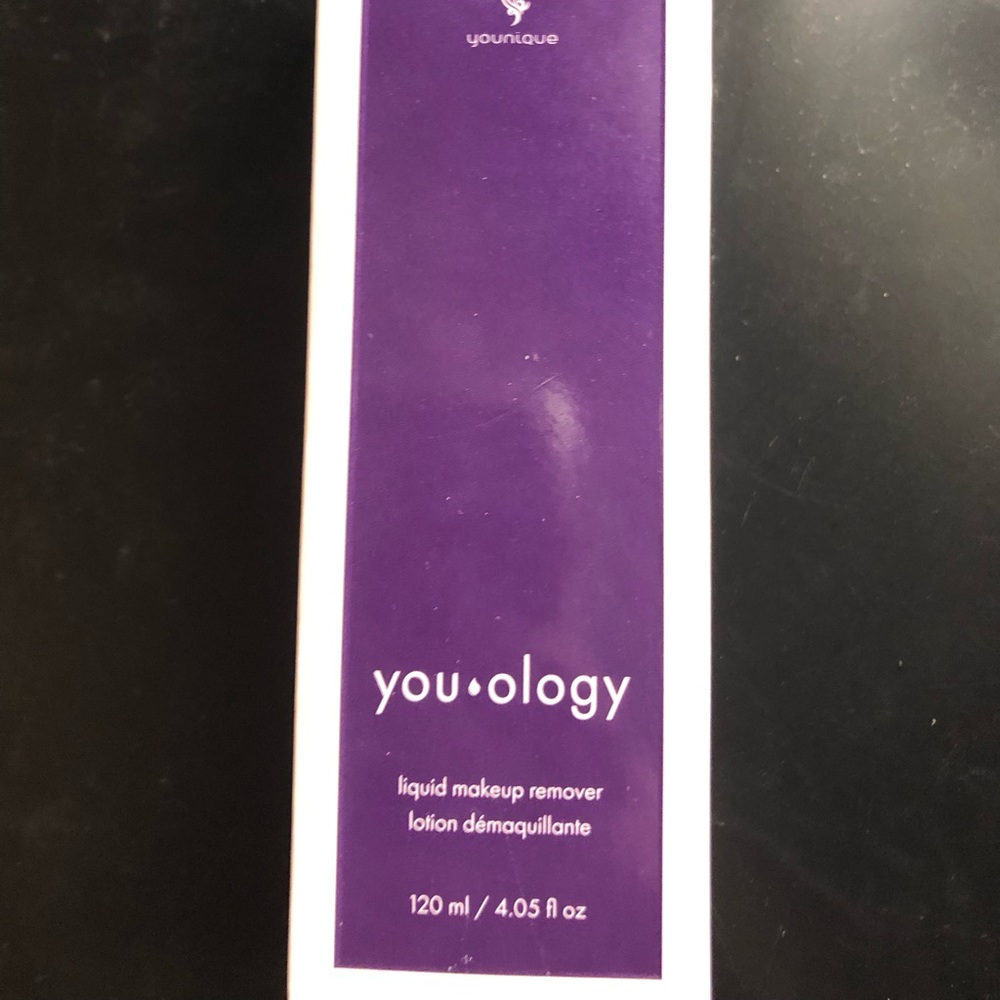 younique
you•ology
liquid makeup remover
lotion démaquillante
120 ml / 4.05 fl oz